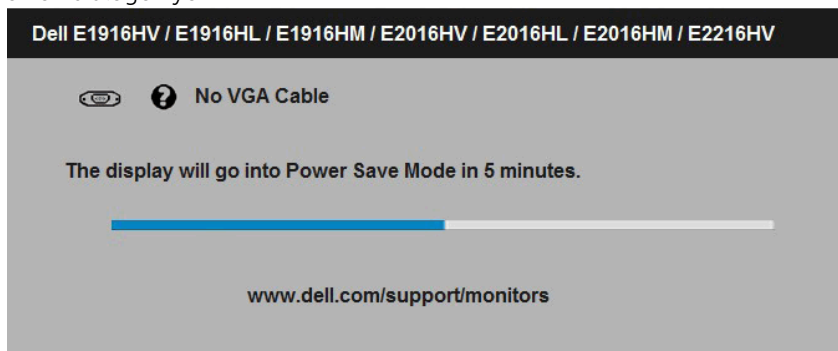 Dell E1916HV / E1916HL / E1916HM / E2016HV / E2016HL / E2016HM / E2216HV
No VGA Cable
The display will go into Power Save Mode in 5 minutes.
www.dell.com/support/monitors